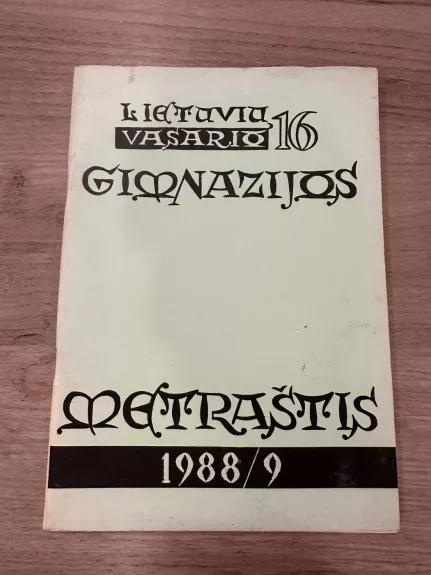 LIETUVIŲ
VASARIO 16
GIMNAZIJOS
METRAŠTIS
1988/9